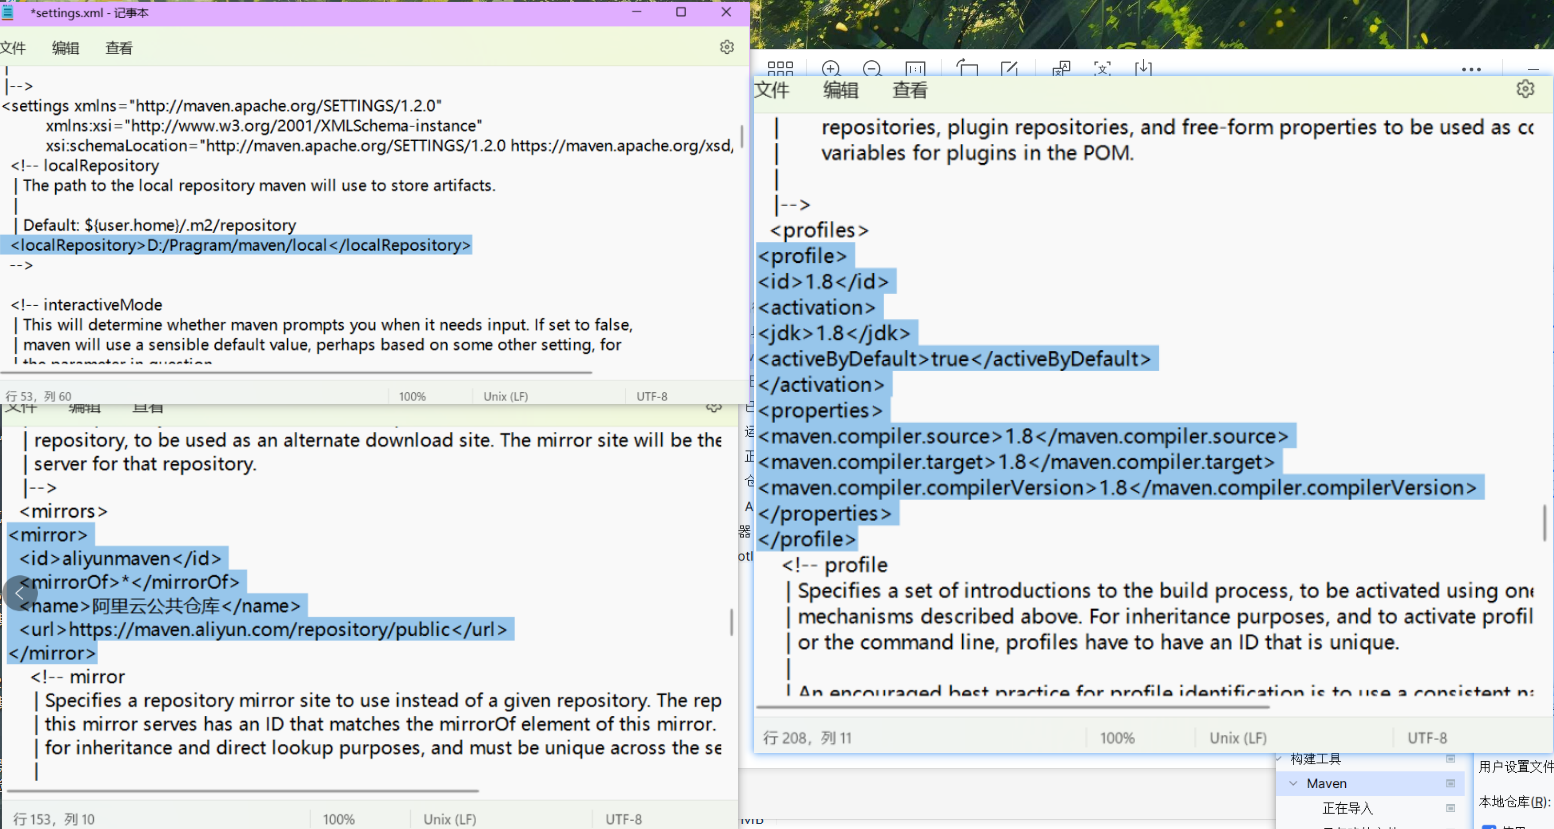 *settings.xml - 记事本
文件 编辑 查看
|-->
<settings xmlns="http://maven.apache.org/SETTINGS/1.2.0"
xmlns:xsi="http://www.w3.org/2001/XMLSchema-instance"
xsi:schemaLocation="http://maven.apache.org/SETTINGS/1.2.0 https://maven.apache.org/xsd,
<!-- localRepository
| The path to the local repository maven will use to store artifacts.
|
| Default: ${user.home}/.m2/repository
<localRepository>D:/Pragram/maven/local</localRepository>
-->
<!-- interactiveMode
| This will determine whether maven prompts you when it needs input. If set to false,
| maven will use a sensible default value, perhaps based on some other setting, for
| the parameter in question
行 53，列 60 100% Unix (LF) UTF-8
文件 编辑 查看
| repository, to be used as an alternate download site. The mirror site will be the
| server for that repository.
|-->
<mirrors>
<mirror>
<id>aliyunmaven</id>
<mirrorOf>*</mirrorOf>
<name>阿里云公共仓库</name>
<url>https://maven.aliyun.com/repository/public</url>
</mirror>
<!-- mirror
| Specifies a repository mirror site to use instead of a given repository. The rep
| this mirror serves has an ID that matches the mirrorOf element of this mirror.
| for inheritance and direct lookup purposes, and must be unique across the se
|
行 153，列 10 100% Unix (LF) UTF-8
文件 编辑 查看
| repositories, plugin repositories, and free-form properties to be used as co
| variables for plugins in the POM.
|
|-->
<profiles>
<profile>
<id>1.8</id>
<activation>
<jdk>1.8</jdk>
<activeByDefault>true</activeByDefault>
</activation>
<properties>
<maven.compiler.source>1.8</maven.compiler.source>
<maven.compiler.target>1.8</maven.compiler.target>
<maven.compiler.compilerVersion>1.8</maven.compiler.compilerVersion>
</properties>
</profile>
<!-- profile
| Specifies a set of introductions to the build process, to be activated using one
| mechanisms described above. For inheritance purposes, and to activate profil
| or the command line, profiles have to have an ID that is unique.
|
| An encouraged best practice for profile identification is to use a consistent na
行 208，列 11 100% Unix (LF) UTF-8
构建工具
Maven
正在导入
用户设置文件
本地仓库(R):